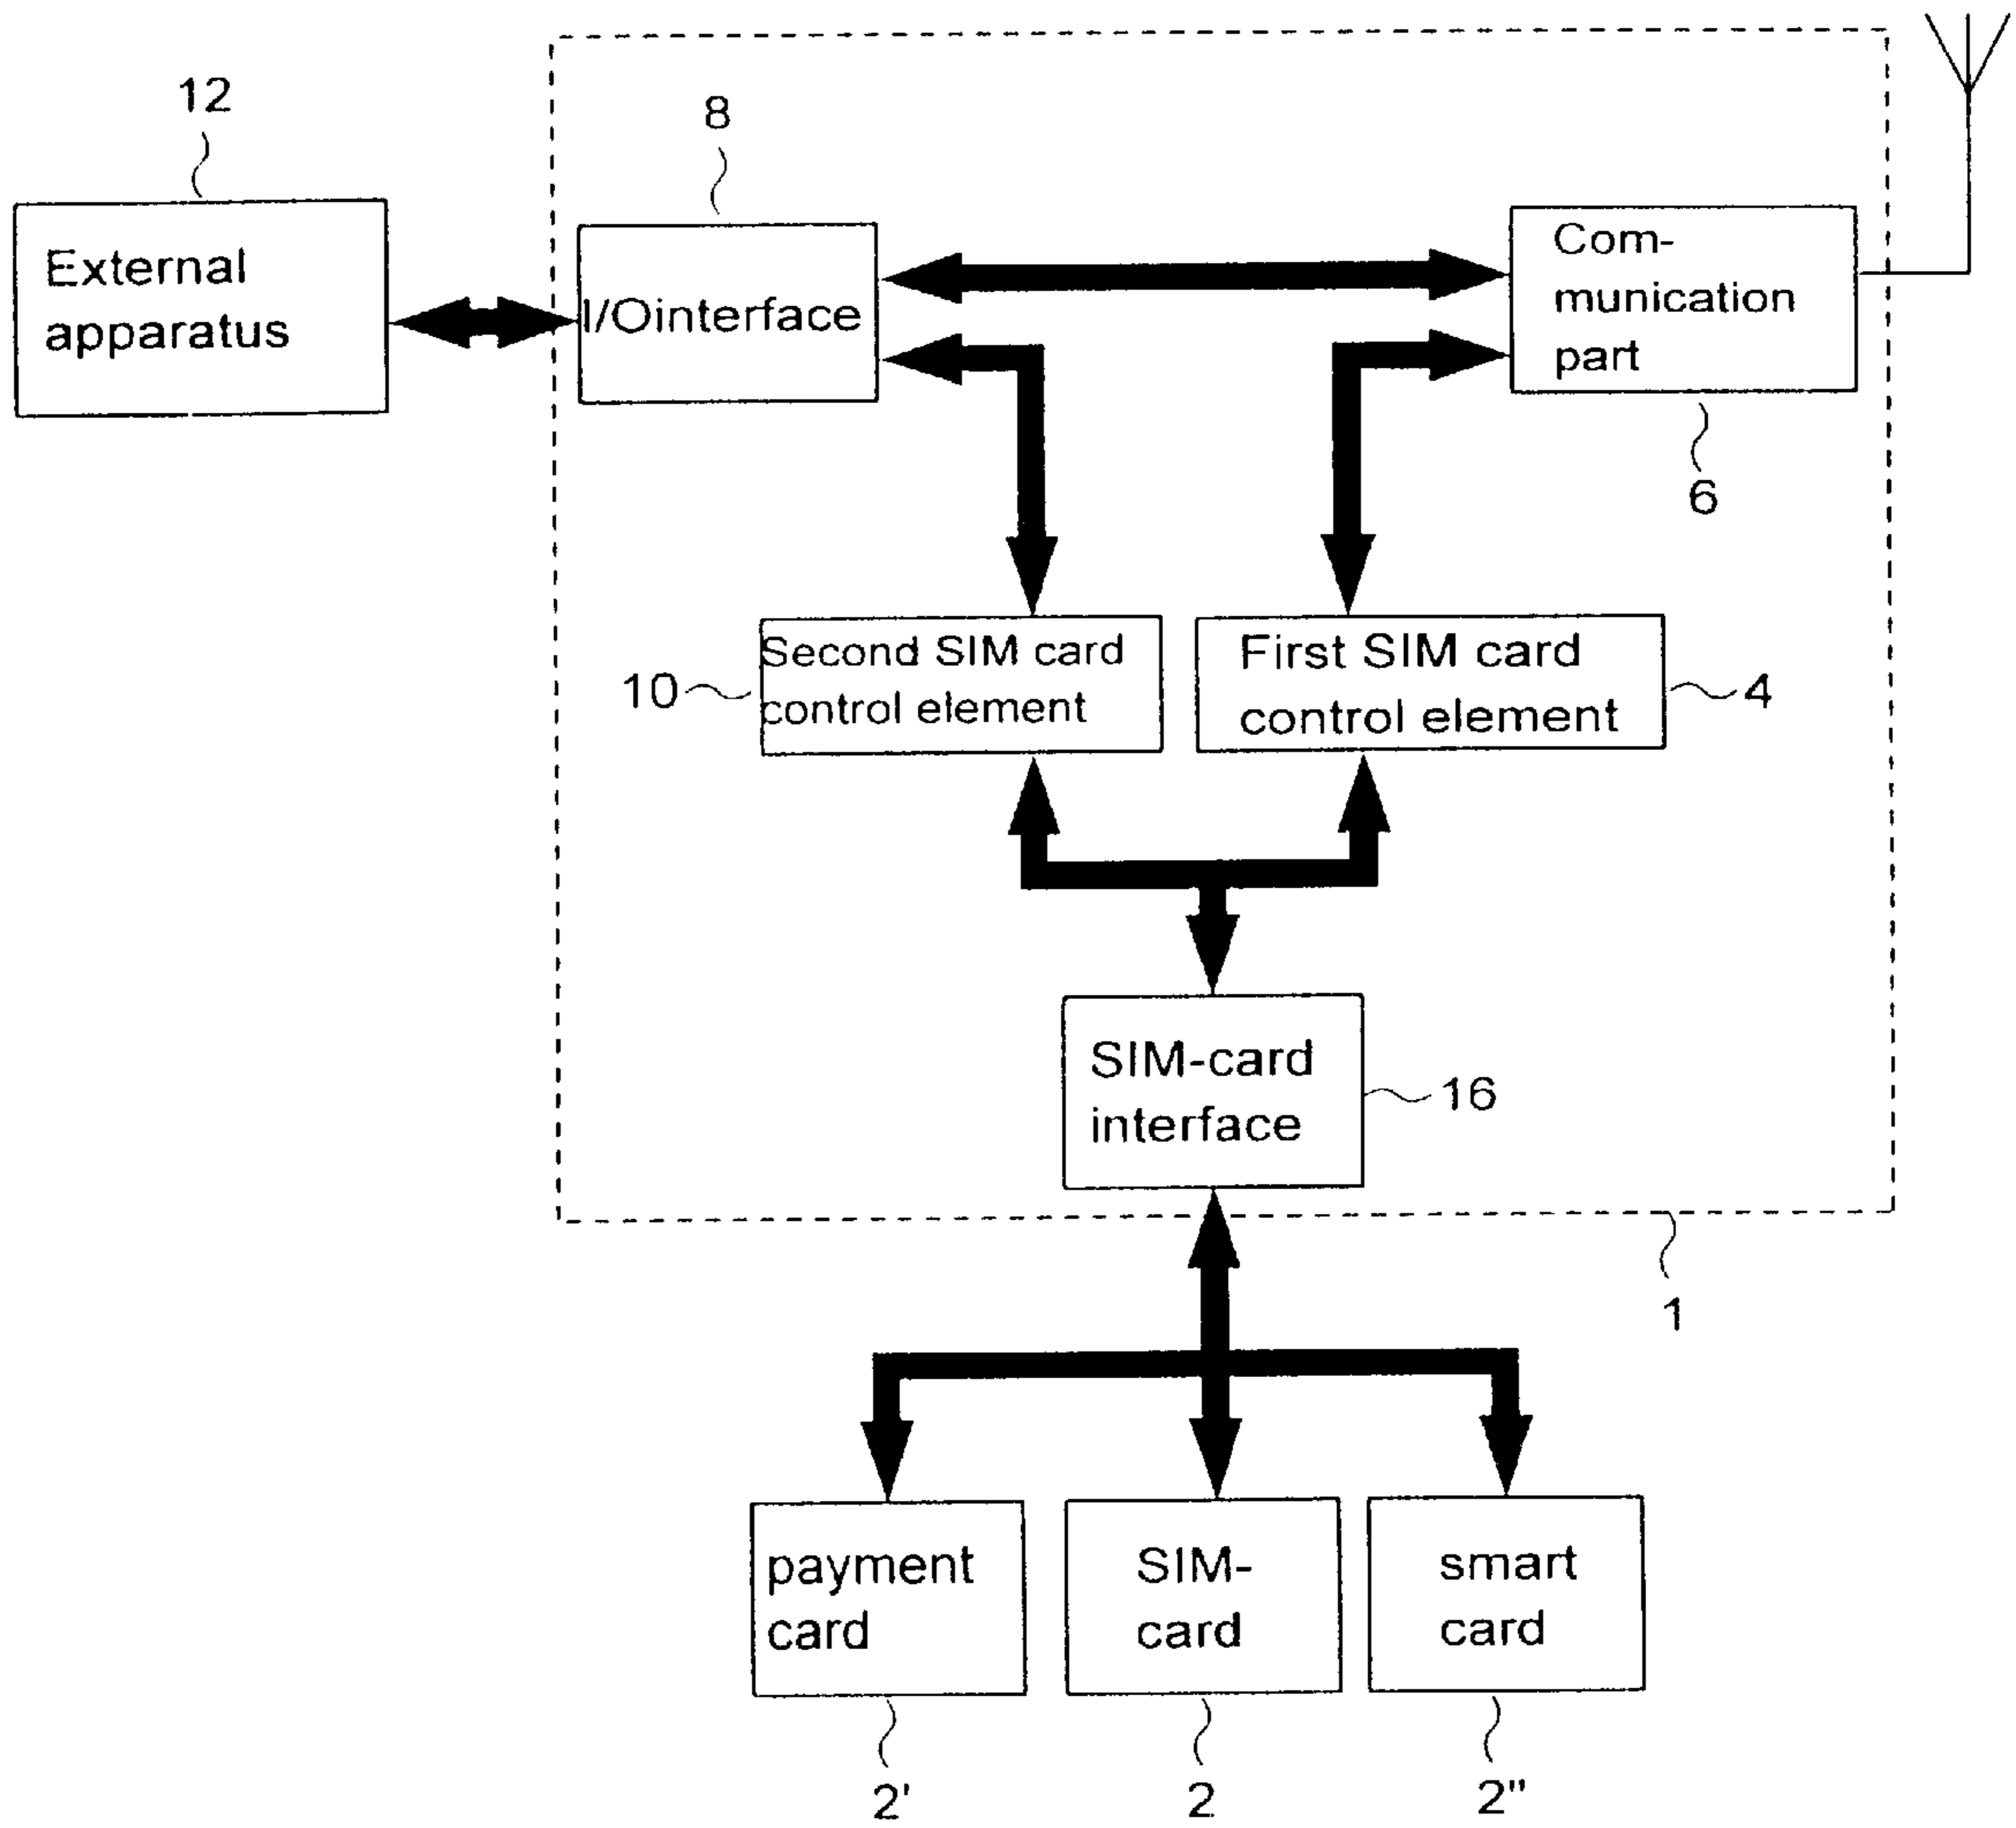 12
8
External
apparatus
I/Ointerface
Com-
munication
part
6
Second SIM card
control element
10
First SIM card
control element
4
SIM-card
interface
16
1
payment
card
SIM-
card
smart
card
2'
2
2"